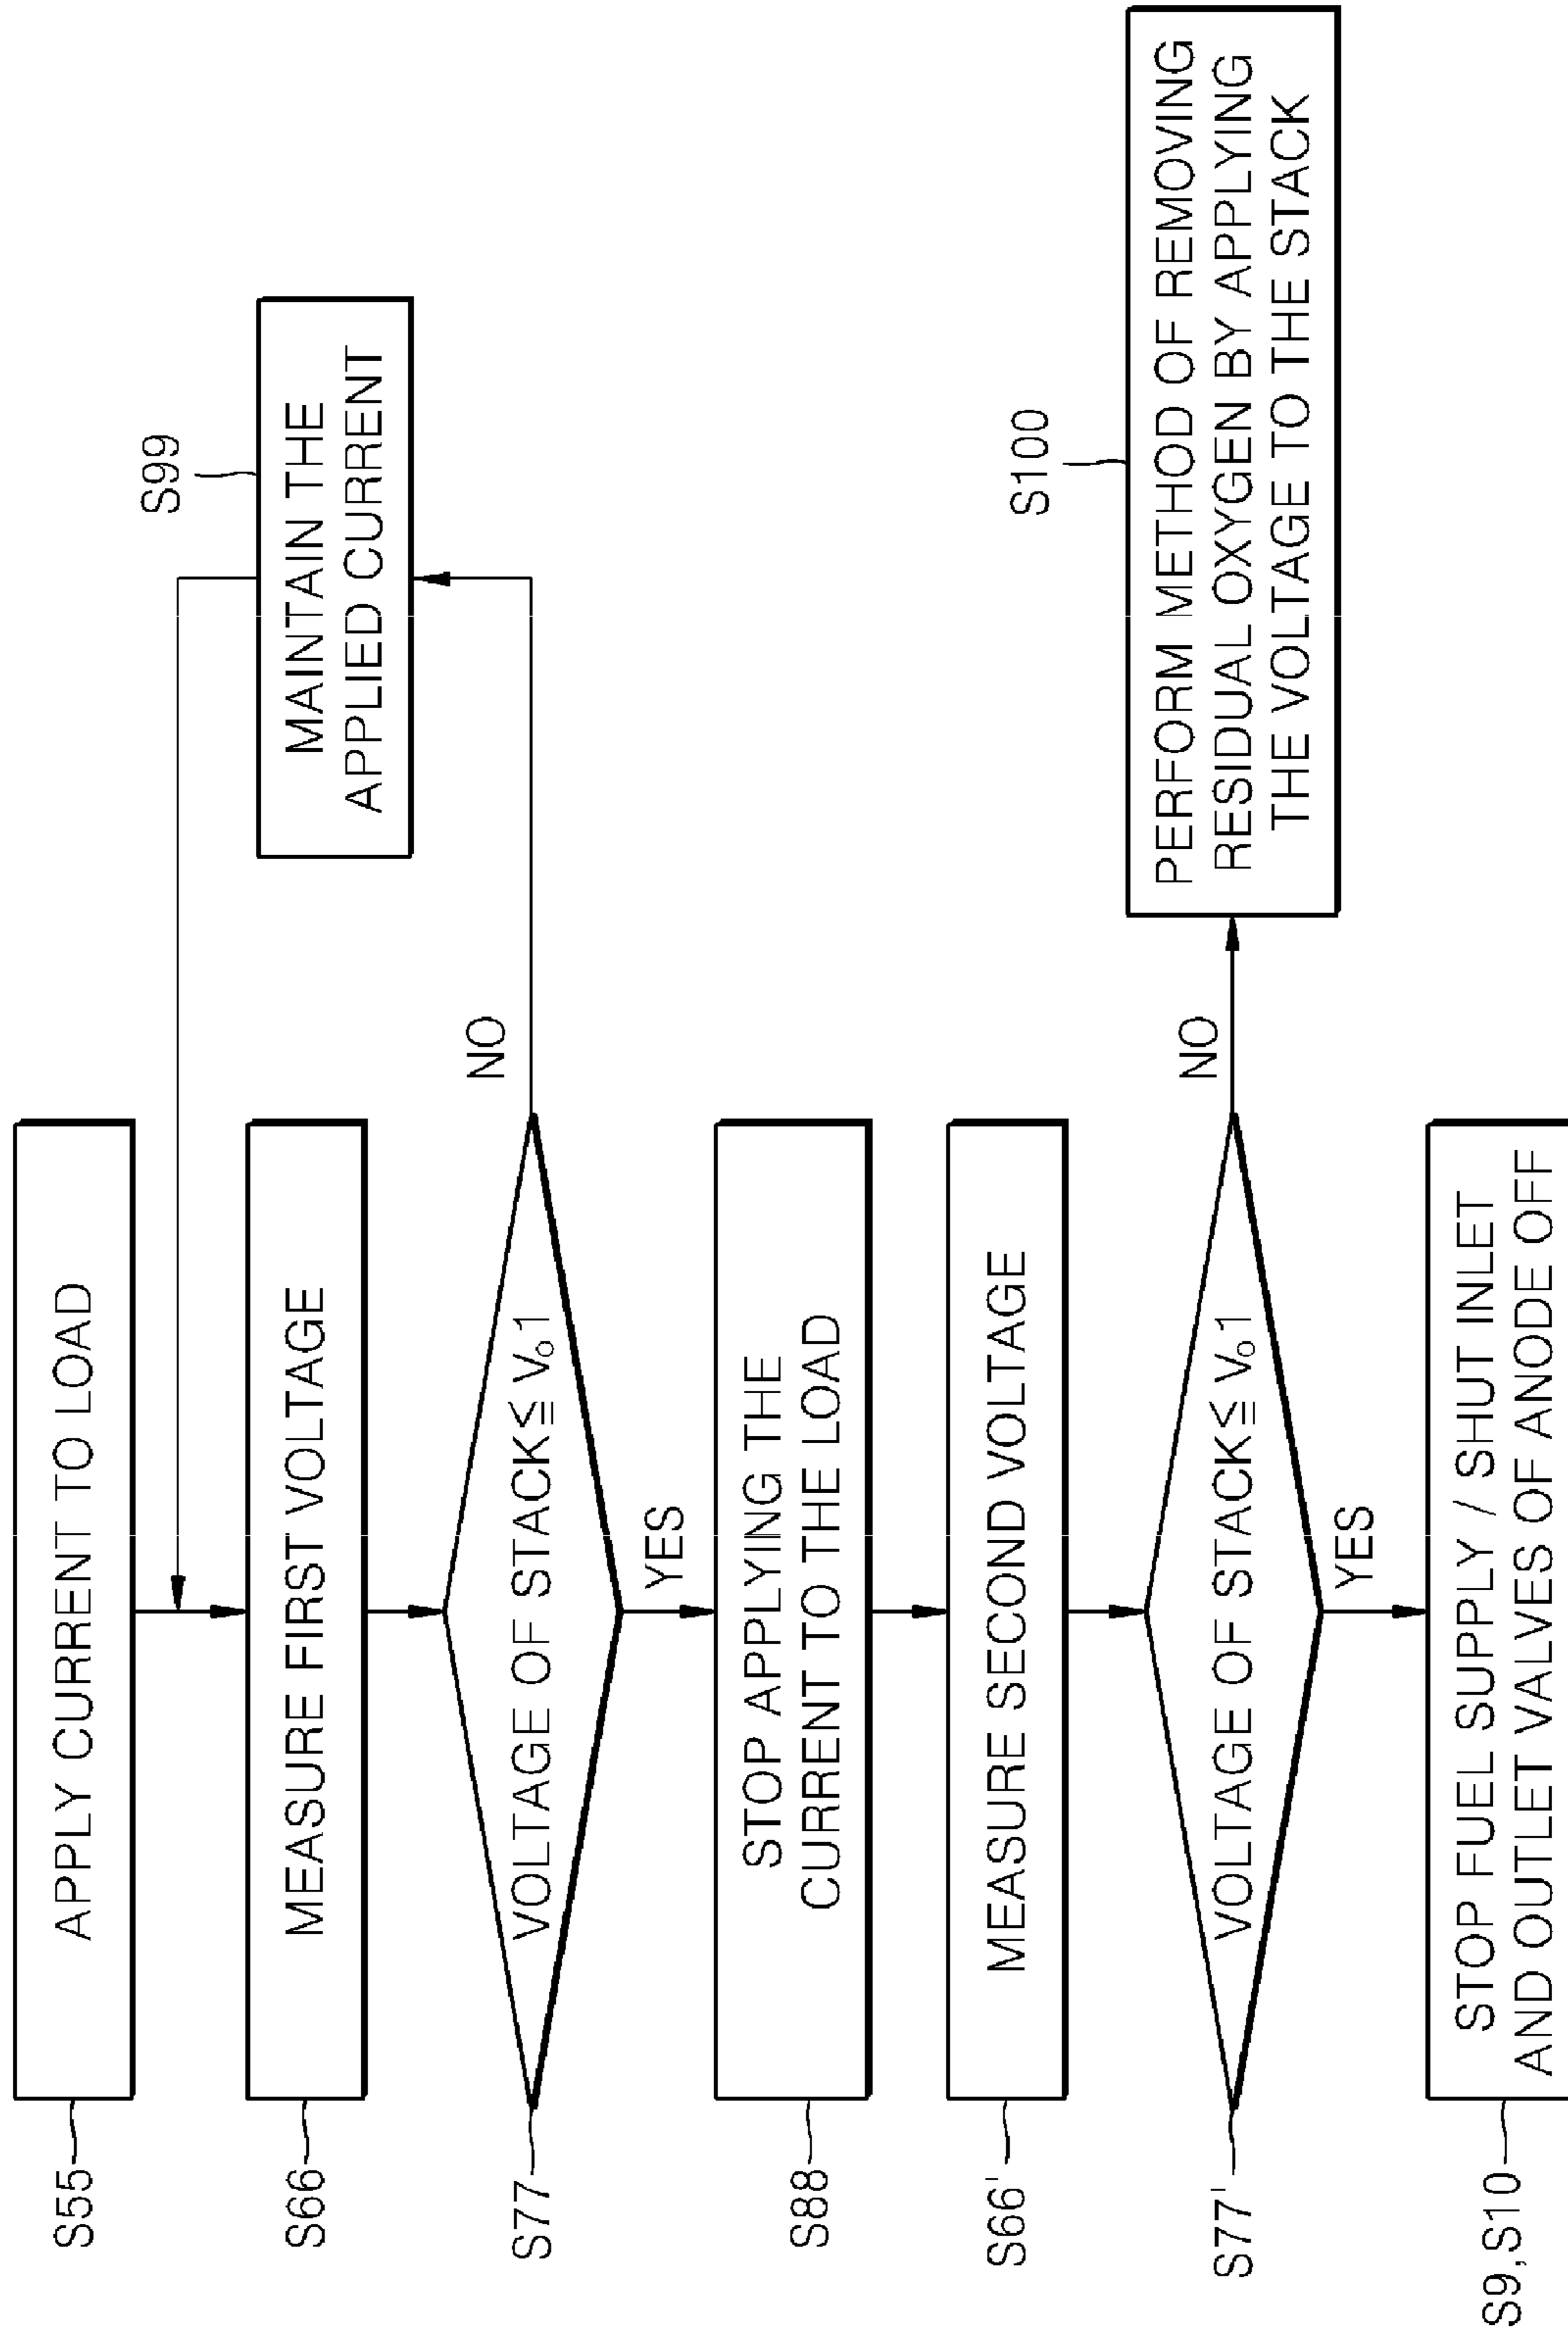 S55
APPLY CURRENT TO LOAD
S66
MEASURE FIRST VOLTAGE
S99
MAINTAIN THE
APPLIED CURRENT
S77
VOLTAGE OF STACK≦ Vo1
NO
YES
S88
STOP APPLYING THE
CURRENT TO THE LOAD
S66'
MEASURE SECOND VOLTAGE
S77'
VOLTAGE OF STACK≦ Vo1
NO
S100
PERFORM METHOD OF REMOVING
RESIDUAL OXYGEN BY APPLYING
THE VOLTAGE TO THE STACK
YES
S9,S10
STOP FUEL SUPPLY / SHUT INLET
AND OUTLET VALVES OF ANODE OFF